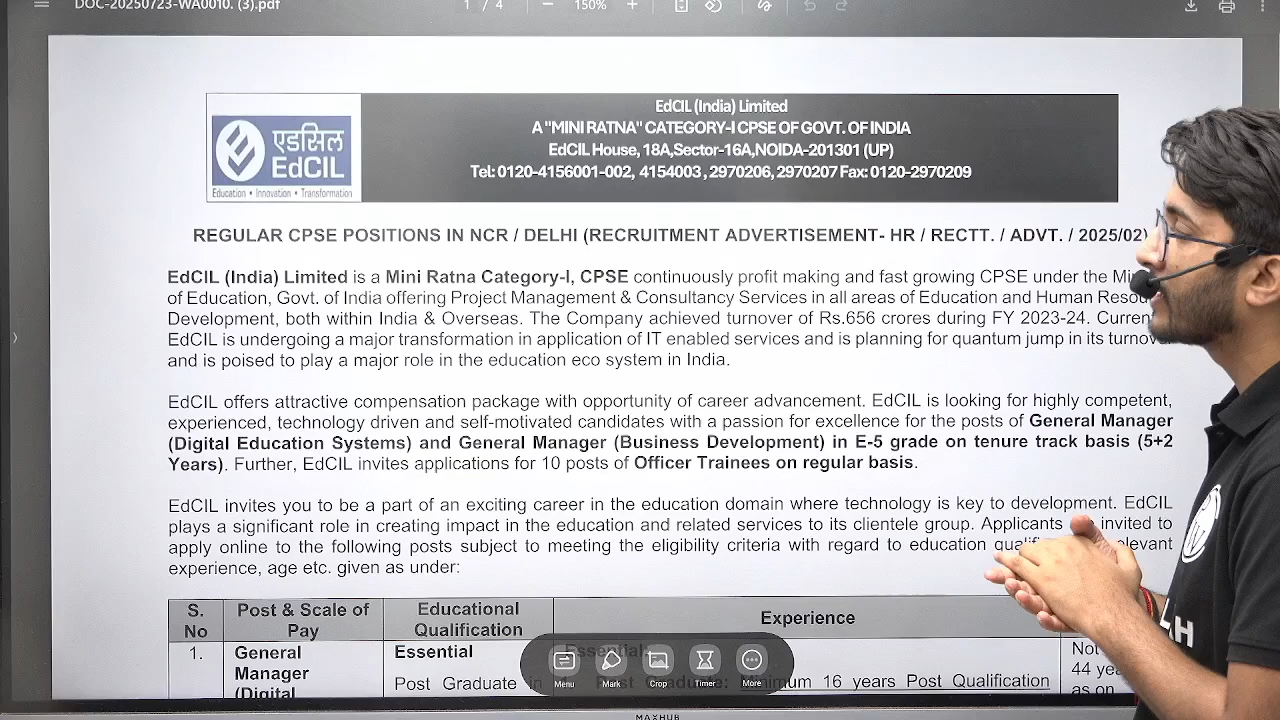 DOC-20250723-WA0010. (3).pdf
1 / 4
150%
एडसिल
EdCIL
Education • Innovation • Transformation
EdCIL (India) Limited
A "MINI RATNA" CATEGORY-I CPSE OF GOVT. OF INDIA
EdCIL House, 18A,Sector-16A,NOIDA-201301 (UP)
Tel: 0120-4156001-002, 4154003 , 2970206, 2970207 Fax: 0120-2970209
REGULAR CPSE POSITIONS IN NCR / DELHI (RECRUITMENT ADVERTISEMENT- HR / RECTT. / ADVT. / 2025/02)
EdCIL (India) Limited is a Mini Ratna Category-I, CPSE continuously profit making and fast growing CPSE under the
of Education, Govt. of India offering Project Management & Consultancy Services in all areas of Education and Human
Development, both within India & Overseas. The Company achieved turnover of Rs.656 crores during FY 2023-24.
EdCIL is undergoing a major transformation in application of IT enabled services and is planning for quantum jump in its
and is poised to play a major role in the education eco system in India.
EdCIL offers attractive compensation package with opportunity of career advancement. EdCIL is looking for highly competent,
experienced, technology driven and self-motivated candidates with a passion for excellence for the posts of General Manager
(Digital Education Systems) and General Manager (Business Development) in E-5 grade on tenure track basis (5+2
Years). Further, EdCIL invites applications for 10 posts of Officer Trainees on regular basis.
EdCIL invites you to be a part of an exciting career in the education domain where technology is key to development. EdCIL
plays a significant role in creating impact in the education and related services to its clientele group. Applicants invited to
apply online to the following posts subject to meeting the eligibility criteria with regard to education
experience, age etc. given as under:
S. No
Post & Scale of Pay
Educational Qualification
Experience
1.
General Manager (Digital
Essential
Post Graduate in
Essential
Post Graduate: Minimum 16 years Post Qualification
Not
44
as on
Menu
Mark
Crop
Timer
More
MAXHUB